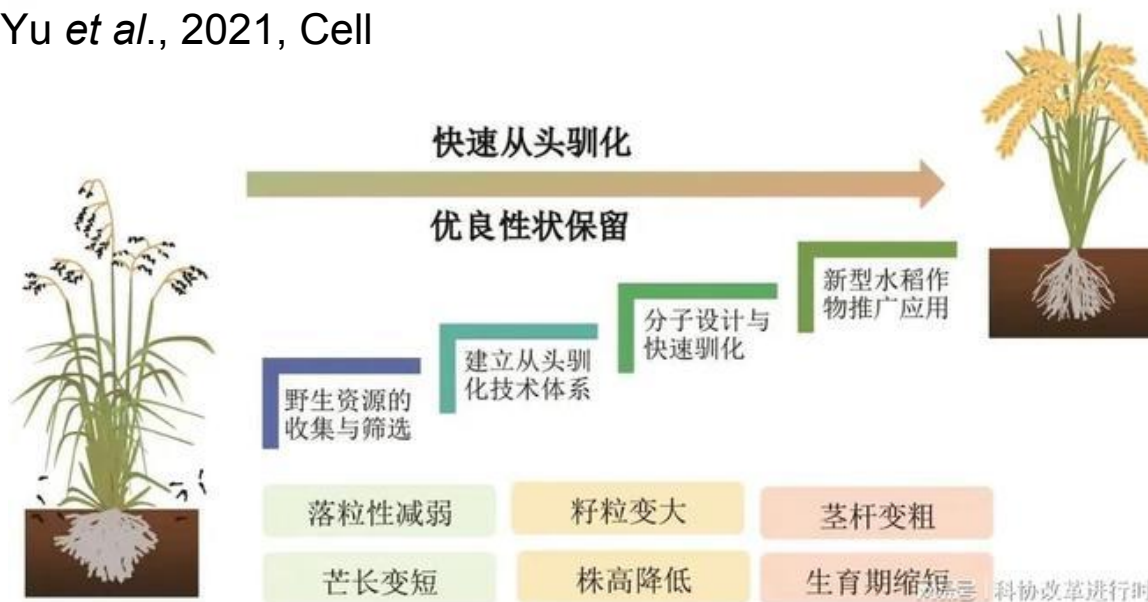 Yu et al., 2021, Cell
快速从头驯化
优良性状保留
新型水稻作
物推广应用
分子设计与
快速驯化
建立从头驯
化技术体系
野生资源的
收集与筛选
落粒性减弱
籽粒变大
茎杆变粗
芒长变短
株高降低
生育期缩短
科协改革进行时